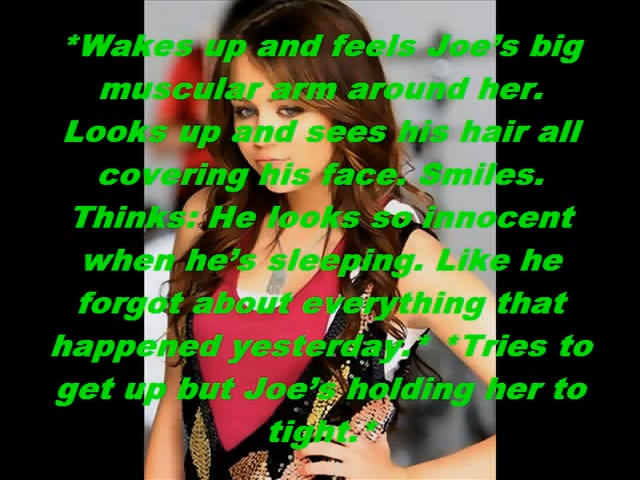 *Wakes up and feels Joe's big
muscular arm around her.
Looks up and sees his hair all
covering his face. Smiles.
Thinks: He looks so innocent
when he's sleeping. Like he
forgot about everything that
happened yesterday.* *Tries to
get up but Joe's holding her to
tight.*